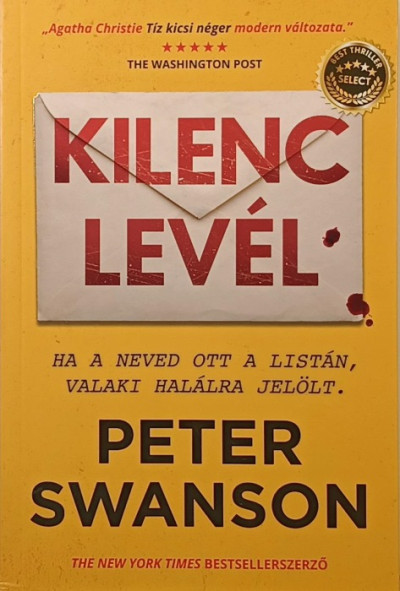 „Agatha Christie Tíz kicsi néger modern változata."
★★★★★
THE WASHINGTON POST
BEST THRILLER
★★★★★
SELECT
KILENC
LEVÉL
HA A NEVED OTT A LISTÁN,
VALAKI HALÁLRA JELÖLT.
PETER
SWANSON
THE NEW YORK TIMES BESTSELLERSZERZŐ